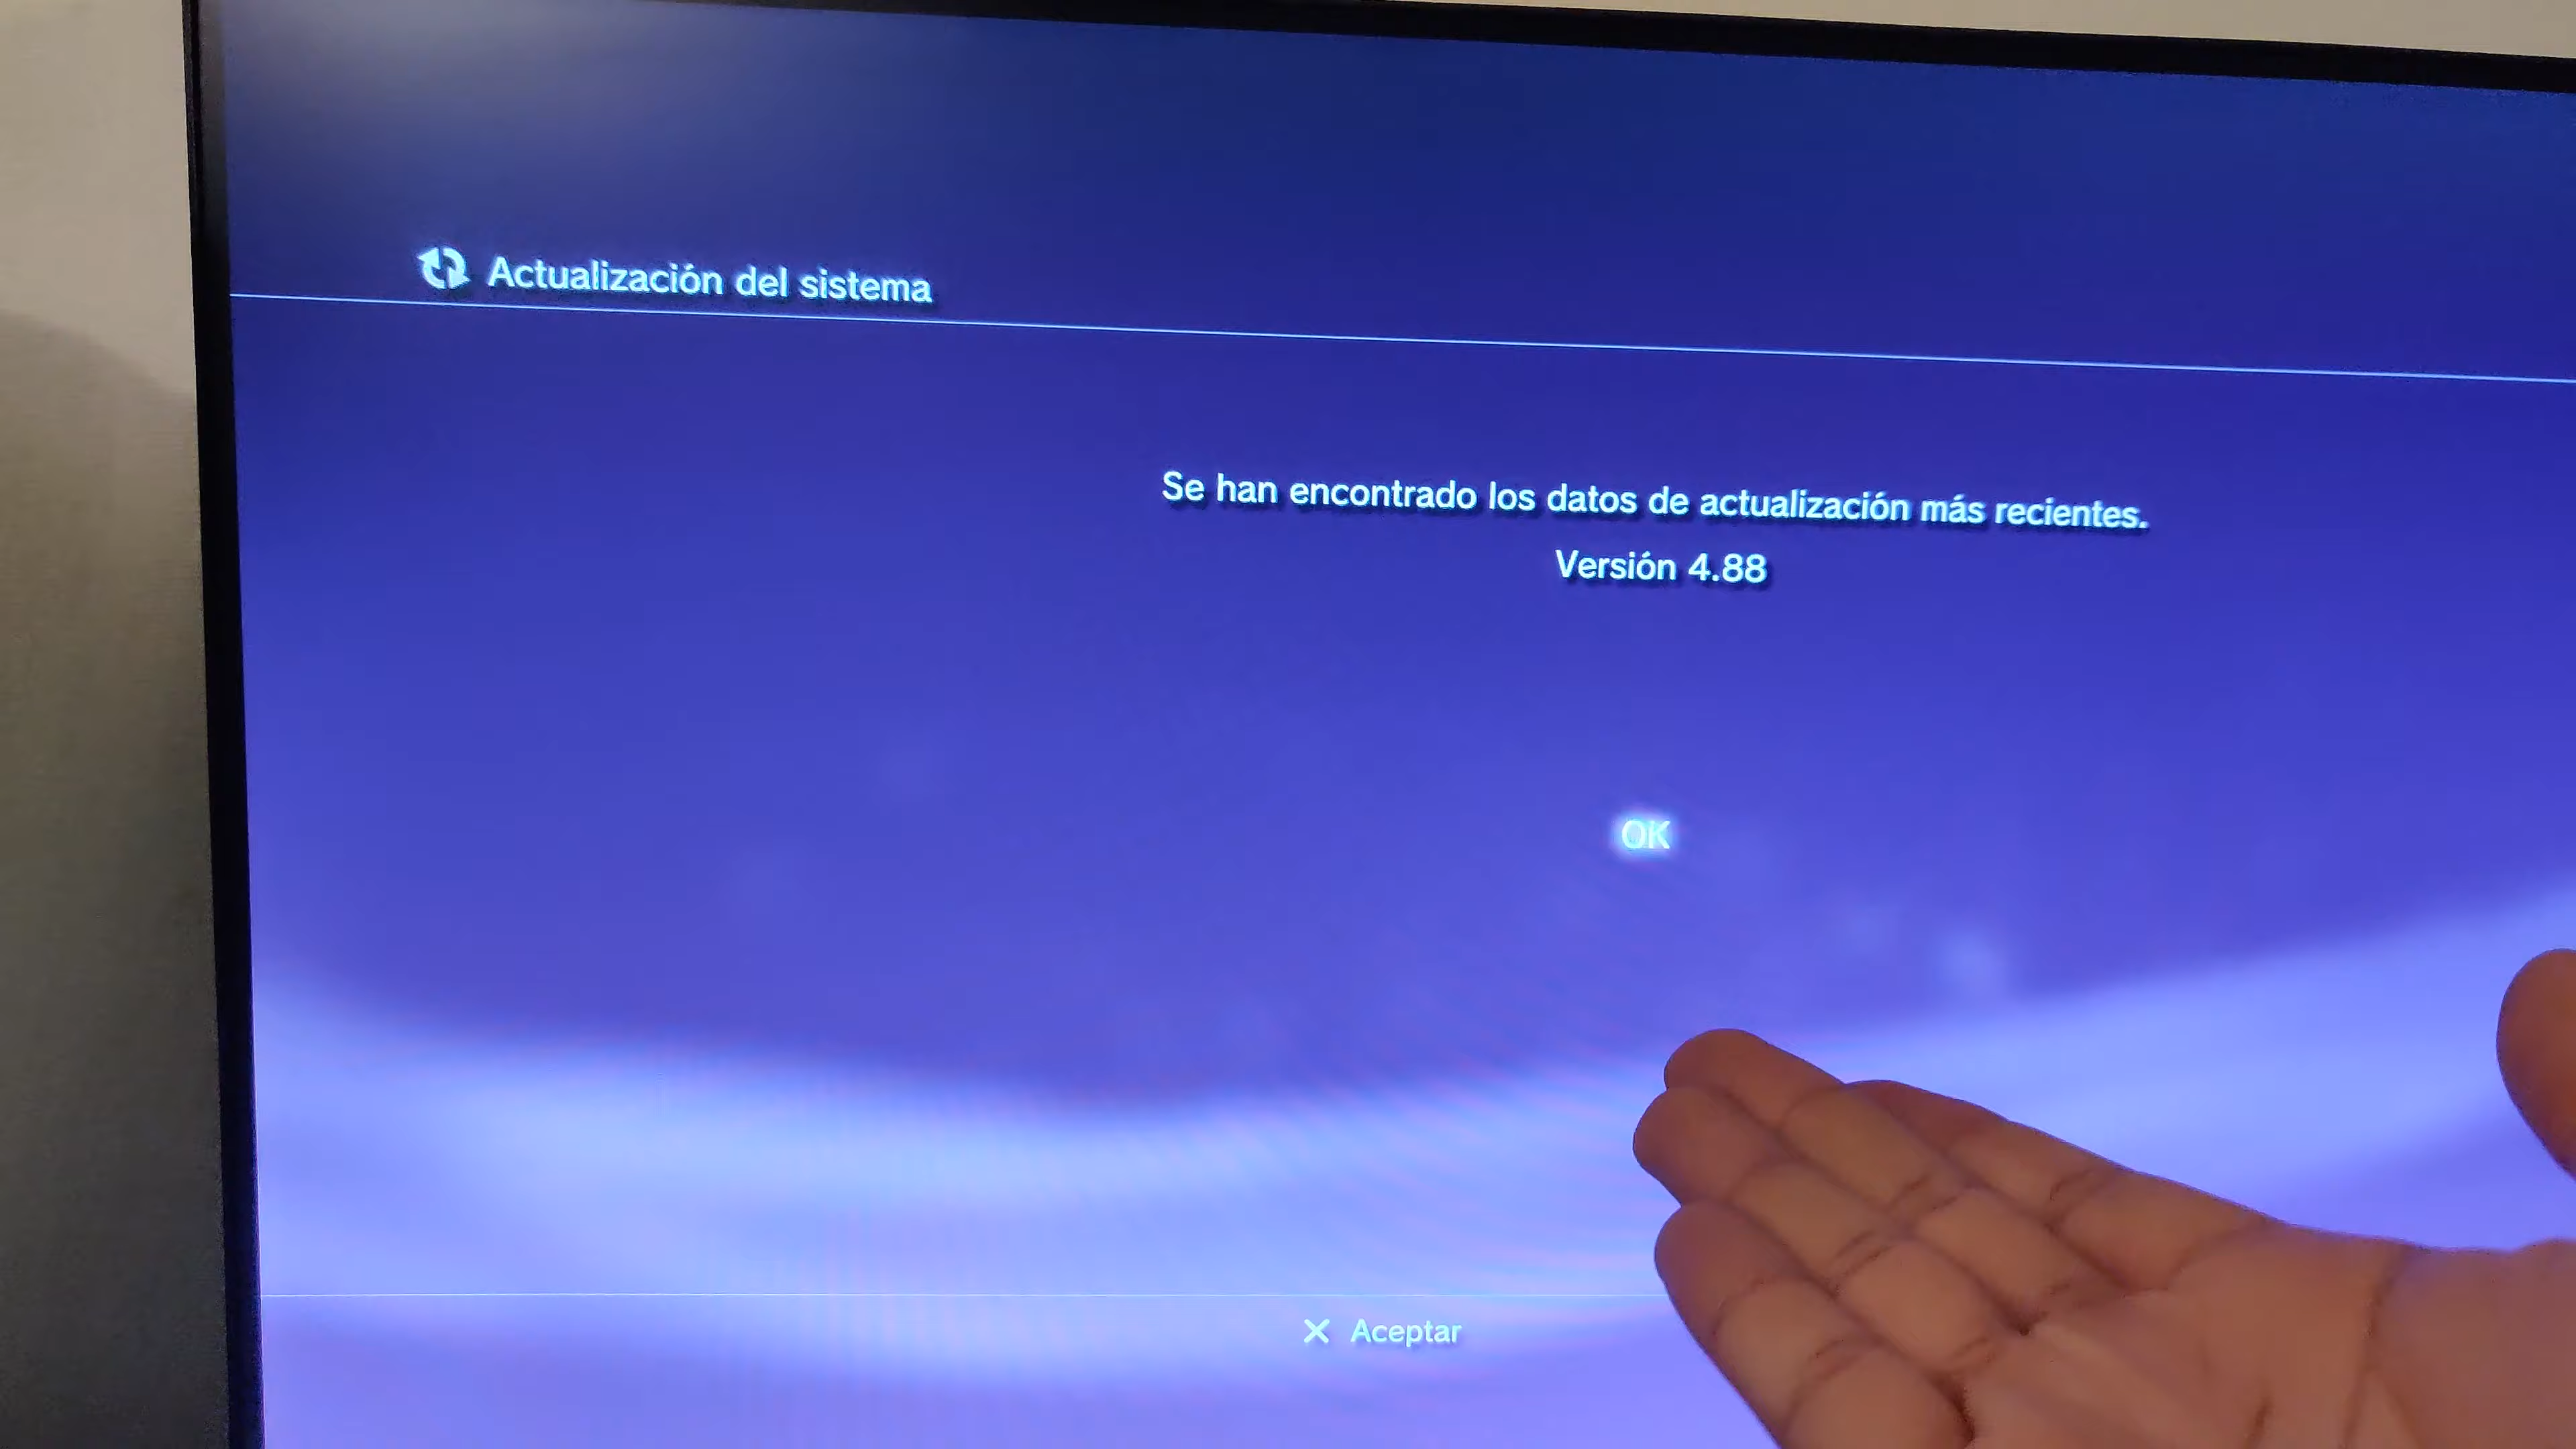 Actualización del sistema
Se han encontrado los datos de actualización más recientes.
Versión 4.88
OK
Aceptar